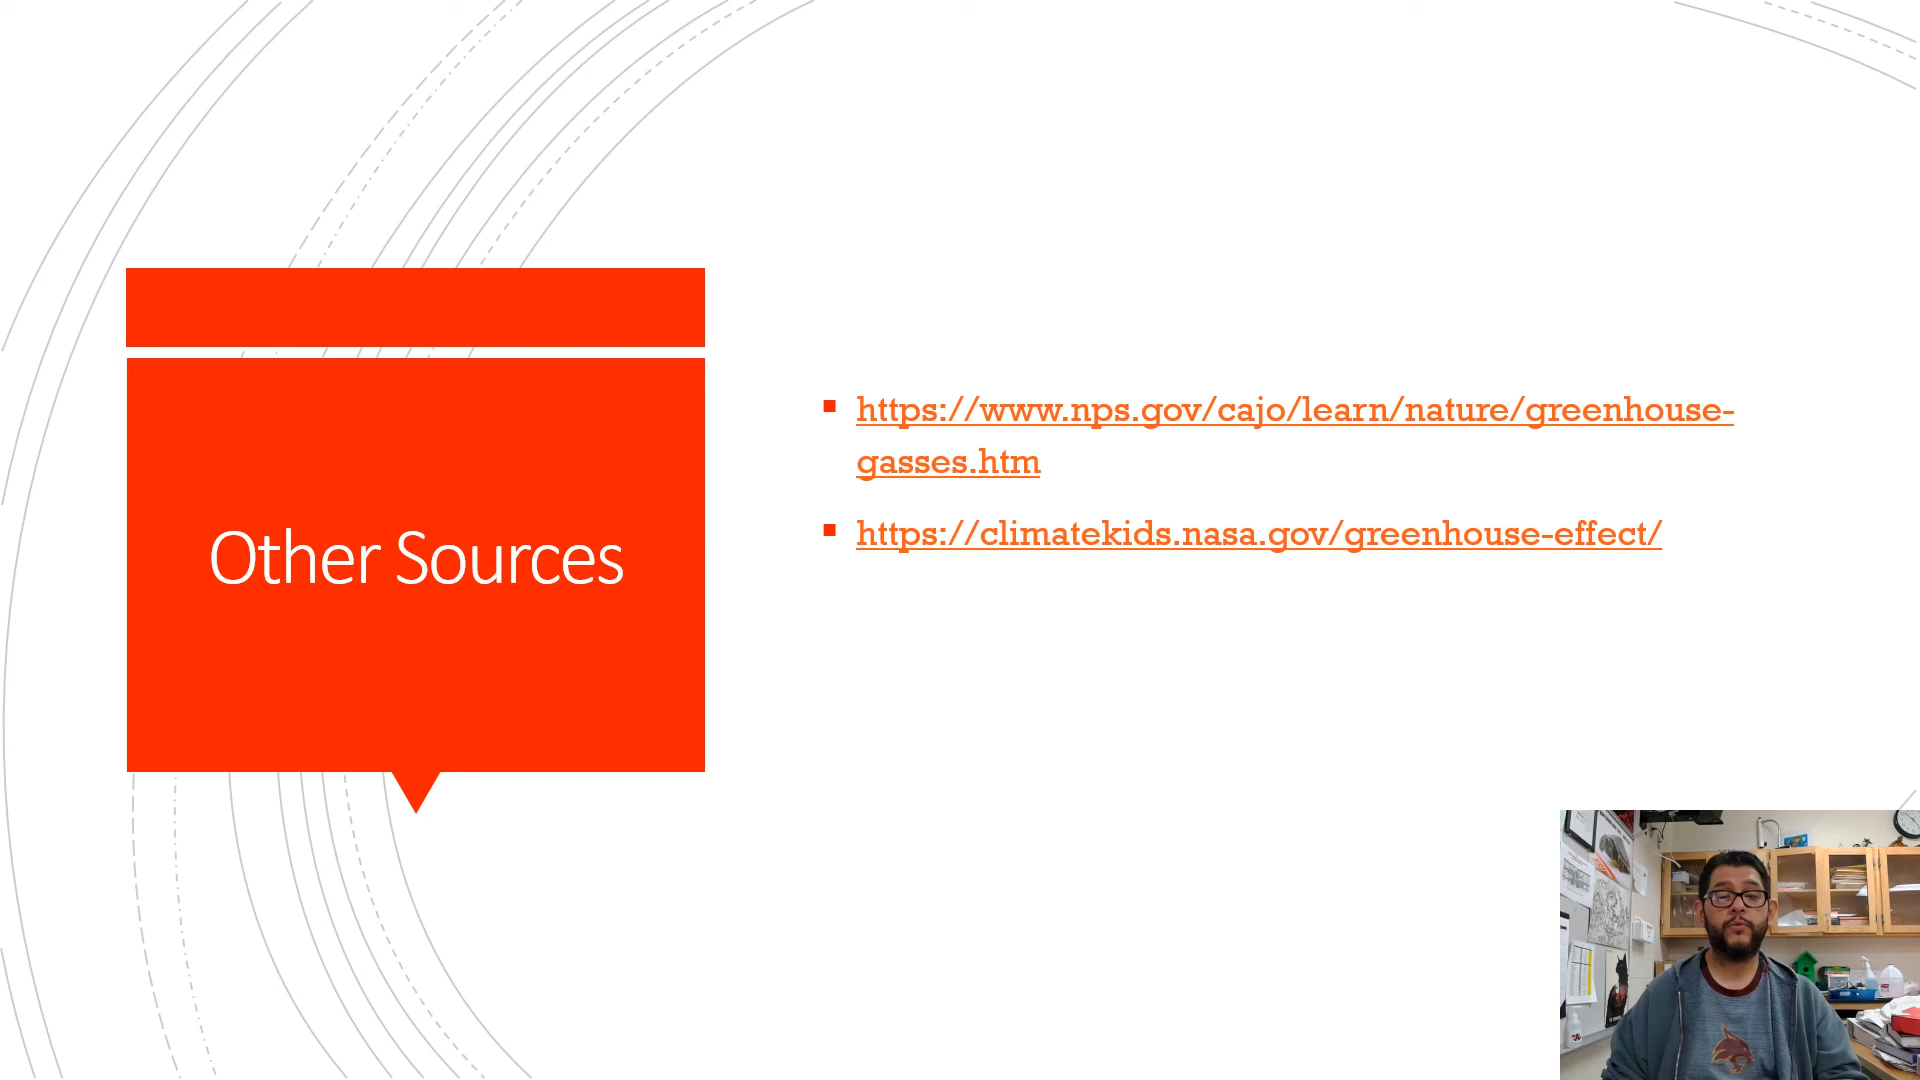 Other Sources
https://www.nps.gov/cajo/learn/nature/greenhouse-
gasses.htm
https://climatekids.nasa.gov/greenhouse-effect/